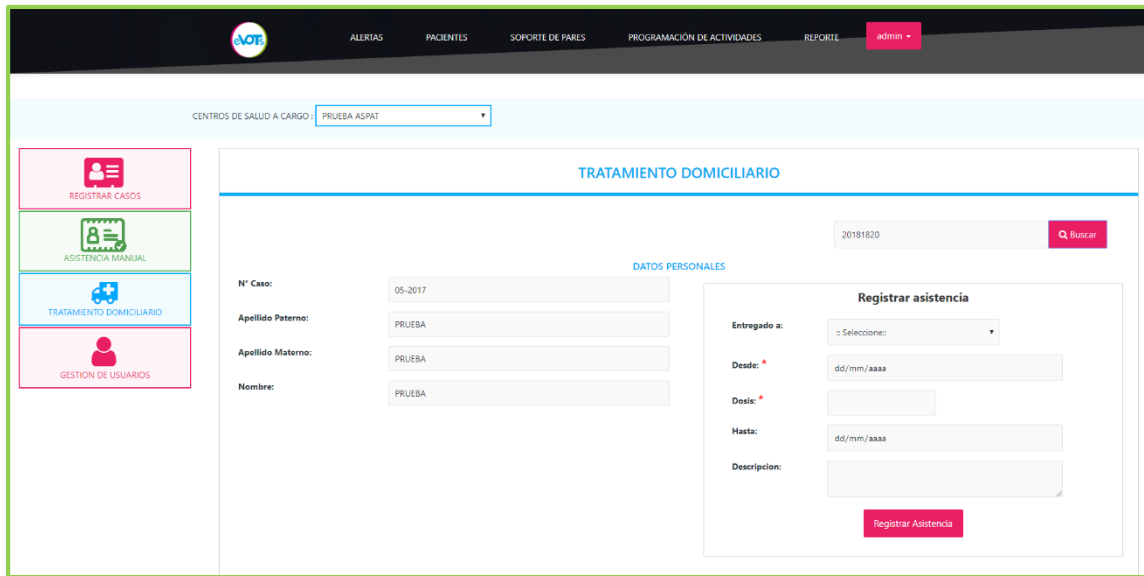 eVOTs
ALERTAS PACIENTES SOPORTE DE PARES PROGRAMACIÓN DE ACTIVIDADES REPORTE admin
CENTROS DE SALUD A CARGO : PRUEBA ASPAT
REGISTRAR CASOS
ASISTENCIA MANUAL
TRATAMIENTO DOMICILIARIO
GESTION DE USUARIOS
TRATAMIENTO DOMICILIARIO
20181820 Buscar
DATOS PERSONALES
N° Caso: 05-2017
Apellido Paterno: PRUEBA
Apellido Materno: PRUEBA
Nombre: PRUEBA
Registrar asistencia
Entregado a: :: Seleccione::
Desde: * dd/mm/aaaa
Dosis: *
Hasta: dd/mm/aaaa
Descripcion:
Registrar Asistencia